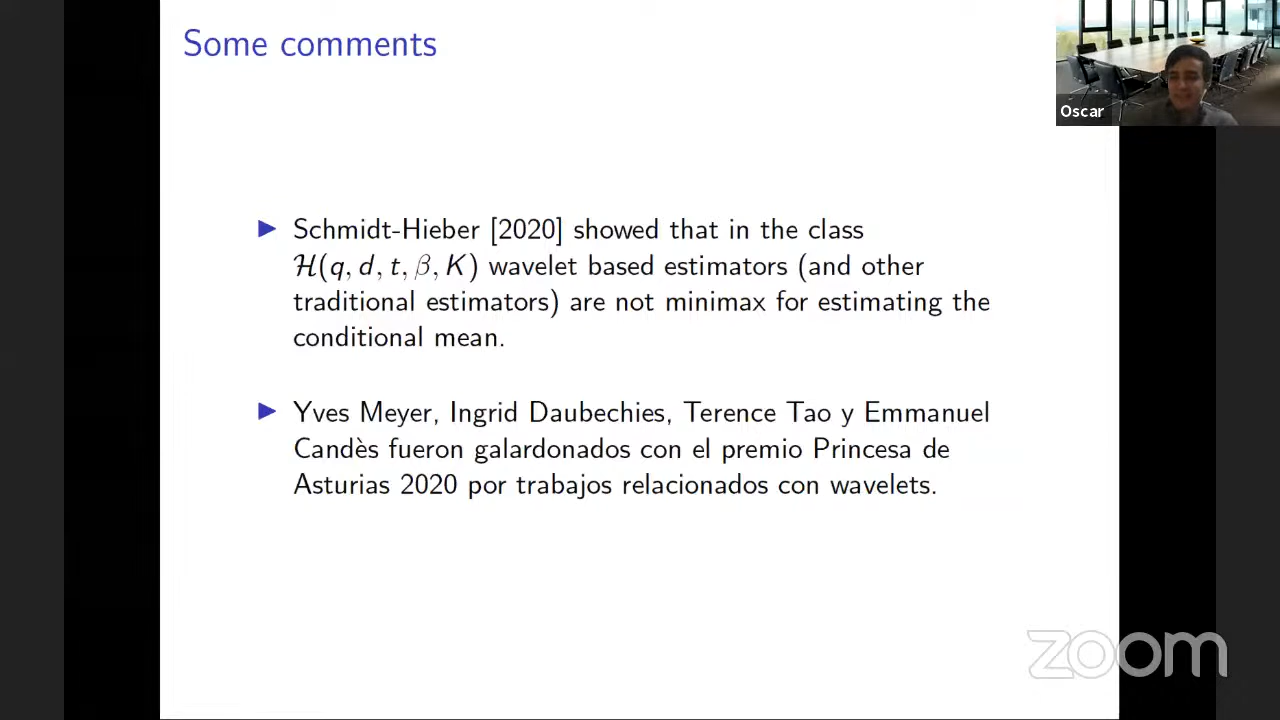 Some comments
Oscar
▶ Schmidt-Hieber [2020] showed that in the class
ℋ(q, d, t, β, K) wavelet based estimators (and other
traditional estimators) are not minimax for estimating the
conditional mean.
▶ Yves Meyer, Ingrid Daubechies, Terence Tao y Emmanuel
Candès fueron galardonados con el premio Princesa de
Asturias 2020 por trabajos relacionados con wavelets.
zoom